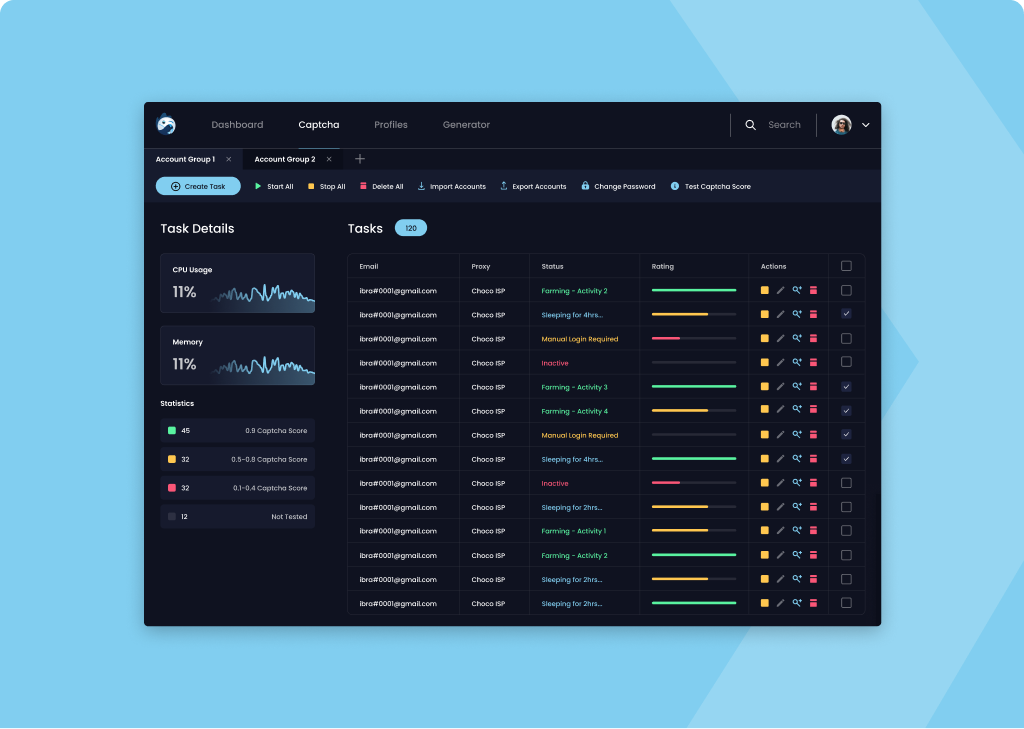 Dashboard Captcha Profiles Generator Search
Account Group 1 Account Group 2
Create Task Start All Stop All Delete All Import Accounts Export Accounts Change Password Test Captcha Score
Task Details
CPU Usage
11%
Memory
11%
Statistics
45 0.9 Captcha Score
32 0.5-0.8 Captcha Score
32 0.1-0.4 Captcha Score
12 Not Tested
Tasks 120
Email Proxy Status Rating Actions
ibra#0001@gmail.com Choco ISP Farming - Activity 2
ibra#0001@gmail.com Choco ISP Sleeping for 4hrs...
ibra#0001@gmail.com Choco ISP Manual Login Required
ibra#0001@gmail.com Choco ISP Inactive
ibra#0001@gmail.com Choco ISP Farming - Activity 3
ibra#0001@gmail.com Choco ISP Farming - Activity 4
ibra#0001@gmail.com Choco ISP Manual Login Required
ibra#0001@gmail.com Choco ISP Sleeping for 4hrs...
ibra#0001@gmail.com Choco ISP Inactive
ibra#0001@gmail.com Choco ISP Sleeping for 2hrs...
ibra#0001@gmail.com Choco ISP Farming - Activity 1
ibra#0001@gmail.com Choco ISP Farming - Activity 2
ibra#0001@gmail.com Choco ISP Sleeping for 2hrs...
ibra#0001@gmail.com Choco ISP Sleeping for 2hrs...